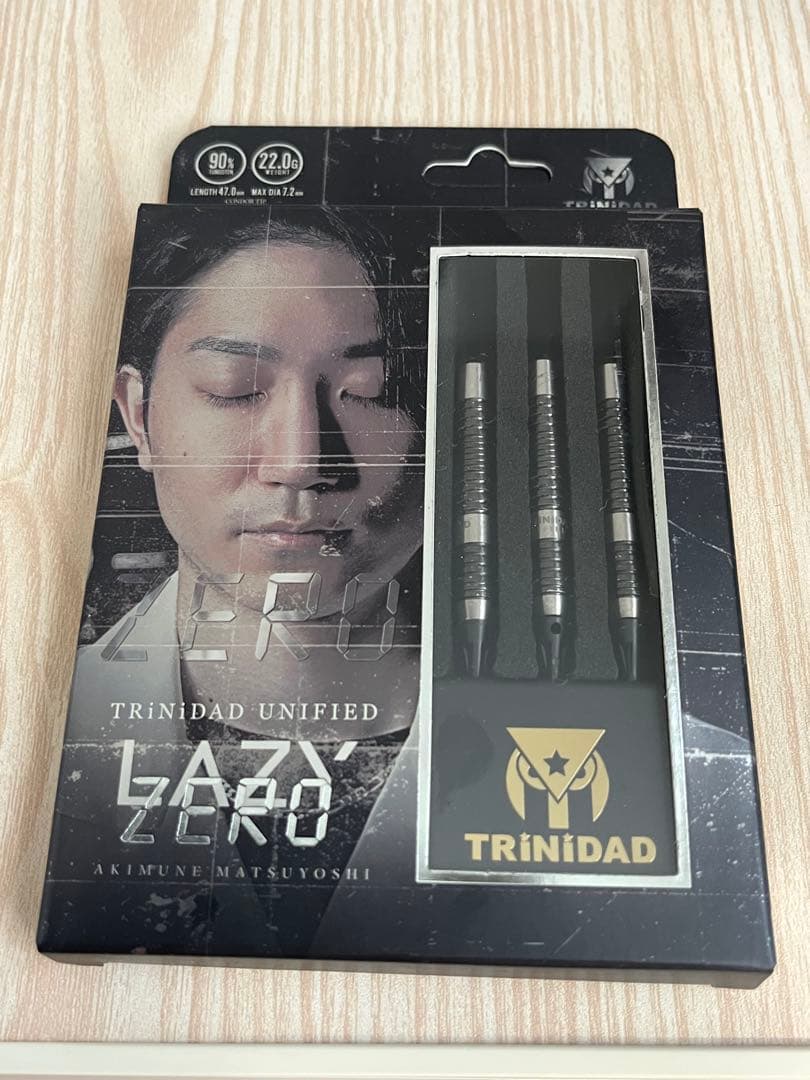 90%
TUNGSTEN
22.0G
WEIGHT
LENGTH 47.0mm MAX DIA 7.2mm
CONDOR TIP
TRiNiDAD
ZERO
TRiNiDAD UNIFIED
LAZY
ZERO
AKIMUNE MATSUYOSHI
TRiNiDAD